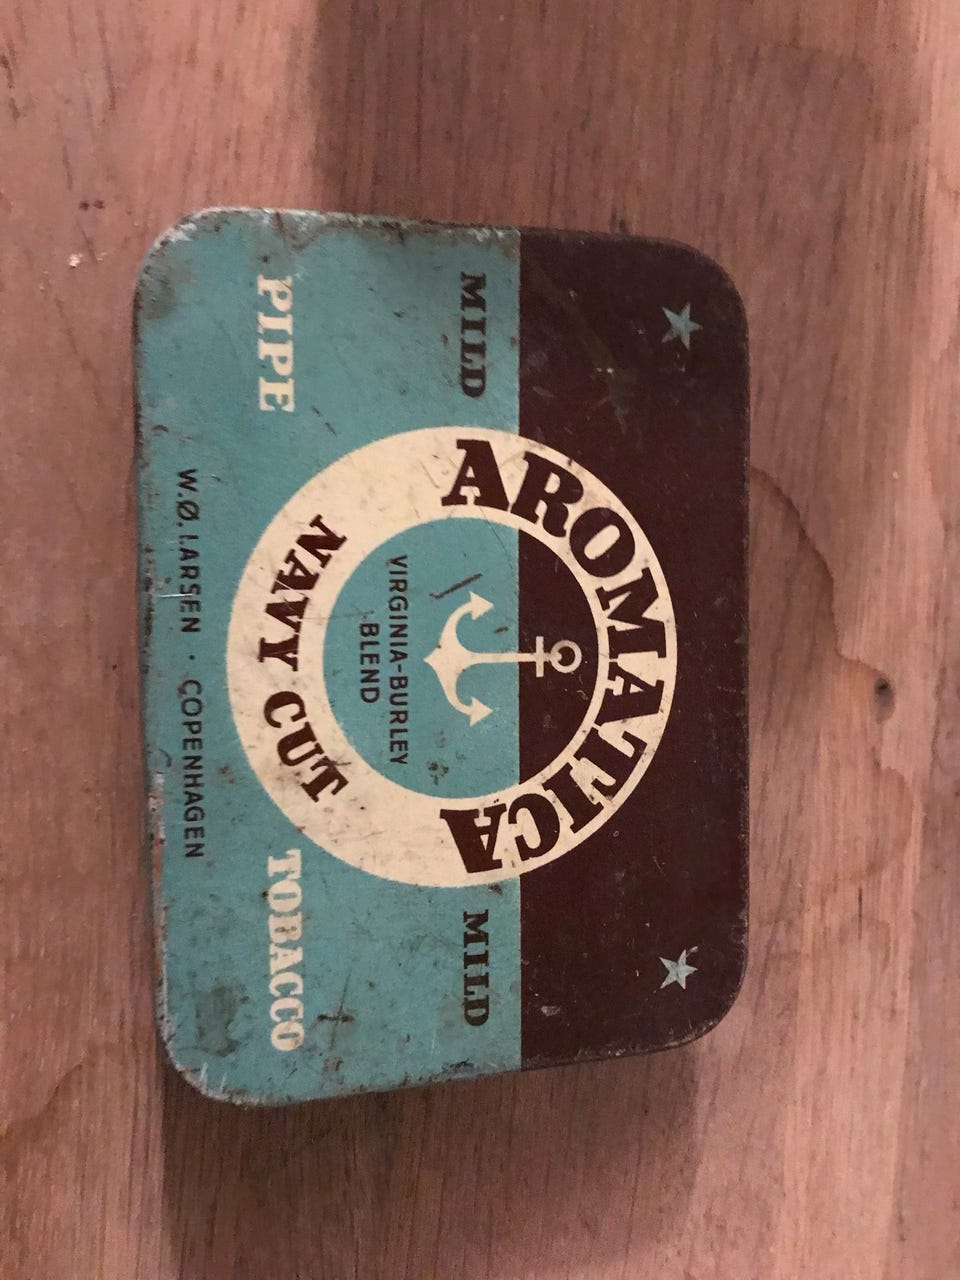 AROMATICA
MILD MILD
VIRGINIA-BURLEY
BLEND
NAVY CUT
PIPE TOBACCO
W.Ø. LARSEN · COPENHAGEN